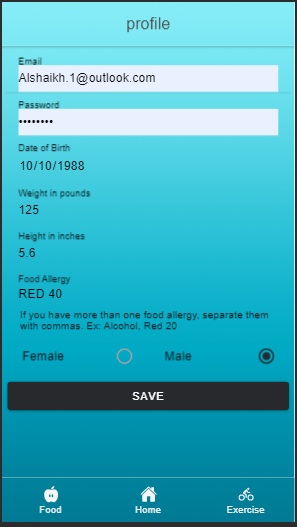 profile
Email
Alshaikh.1@outlook.com
Password
••••••••
Date of Birth
10/10/1988
Weight in pounds
125
Height in inches
5.6
Food Allergy
RED 40
If you have more than one food allergy, separate them
with commas. Ex: Alcohol, Red 20
Female Male
SAVE
Food Home Exercise